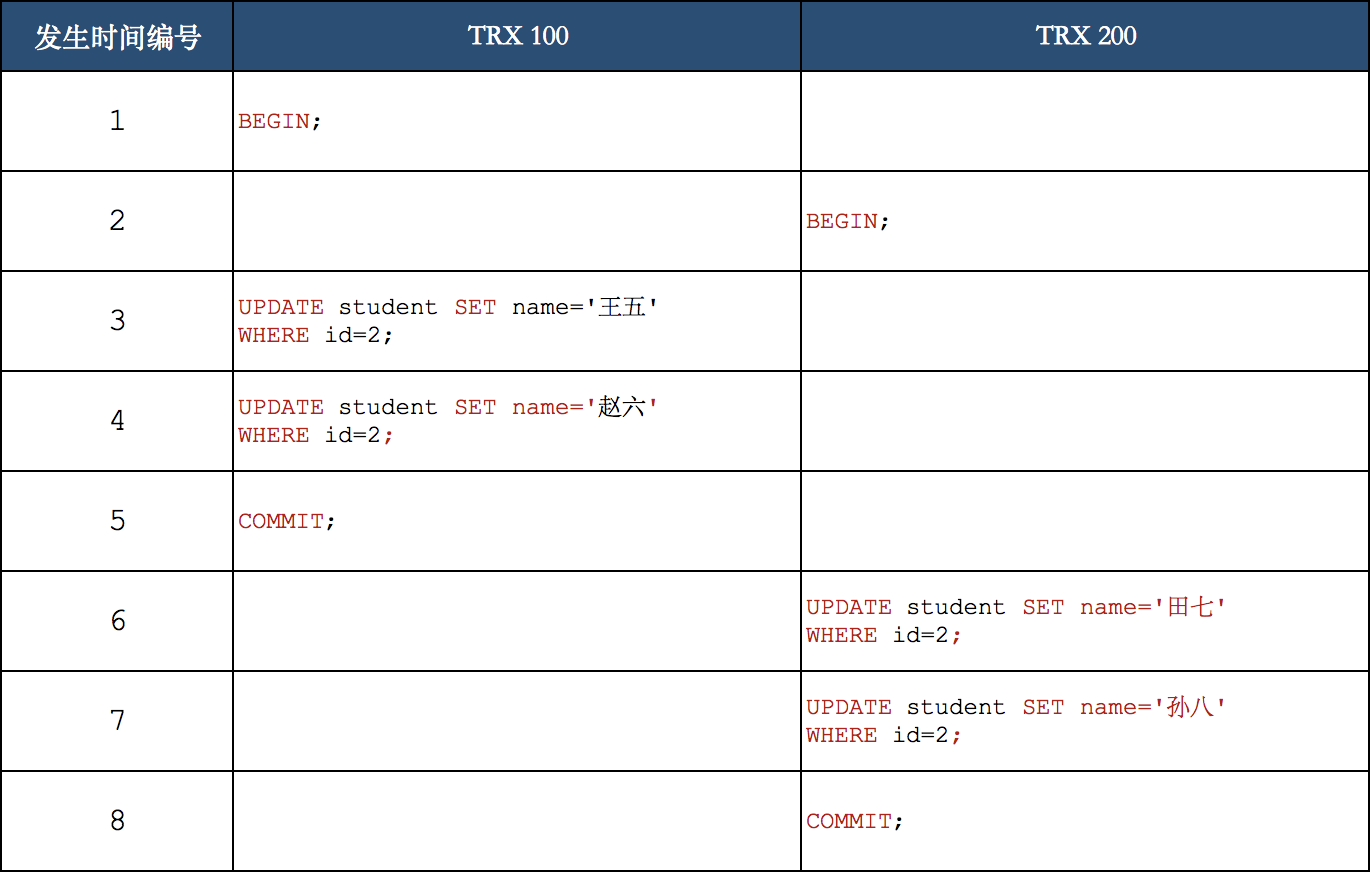 发生时间编号 TRX 100 TRX 200
1 BEGIN;
2 BEGIN;
3 UPDATE student SET name='王五'
WHERE id=2;
4 UPDATE student SET name='赵六'
WHERE id=2;
5 COMMIT;
6 UPDATE student SET name='田七'
WHERE id=2;
7 UPDATE student SET name='孙八'
WHERE id=2;
8 COMMIT;